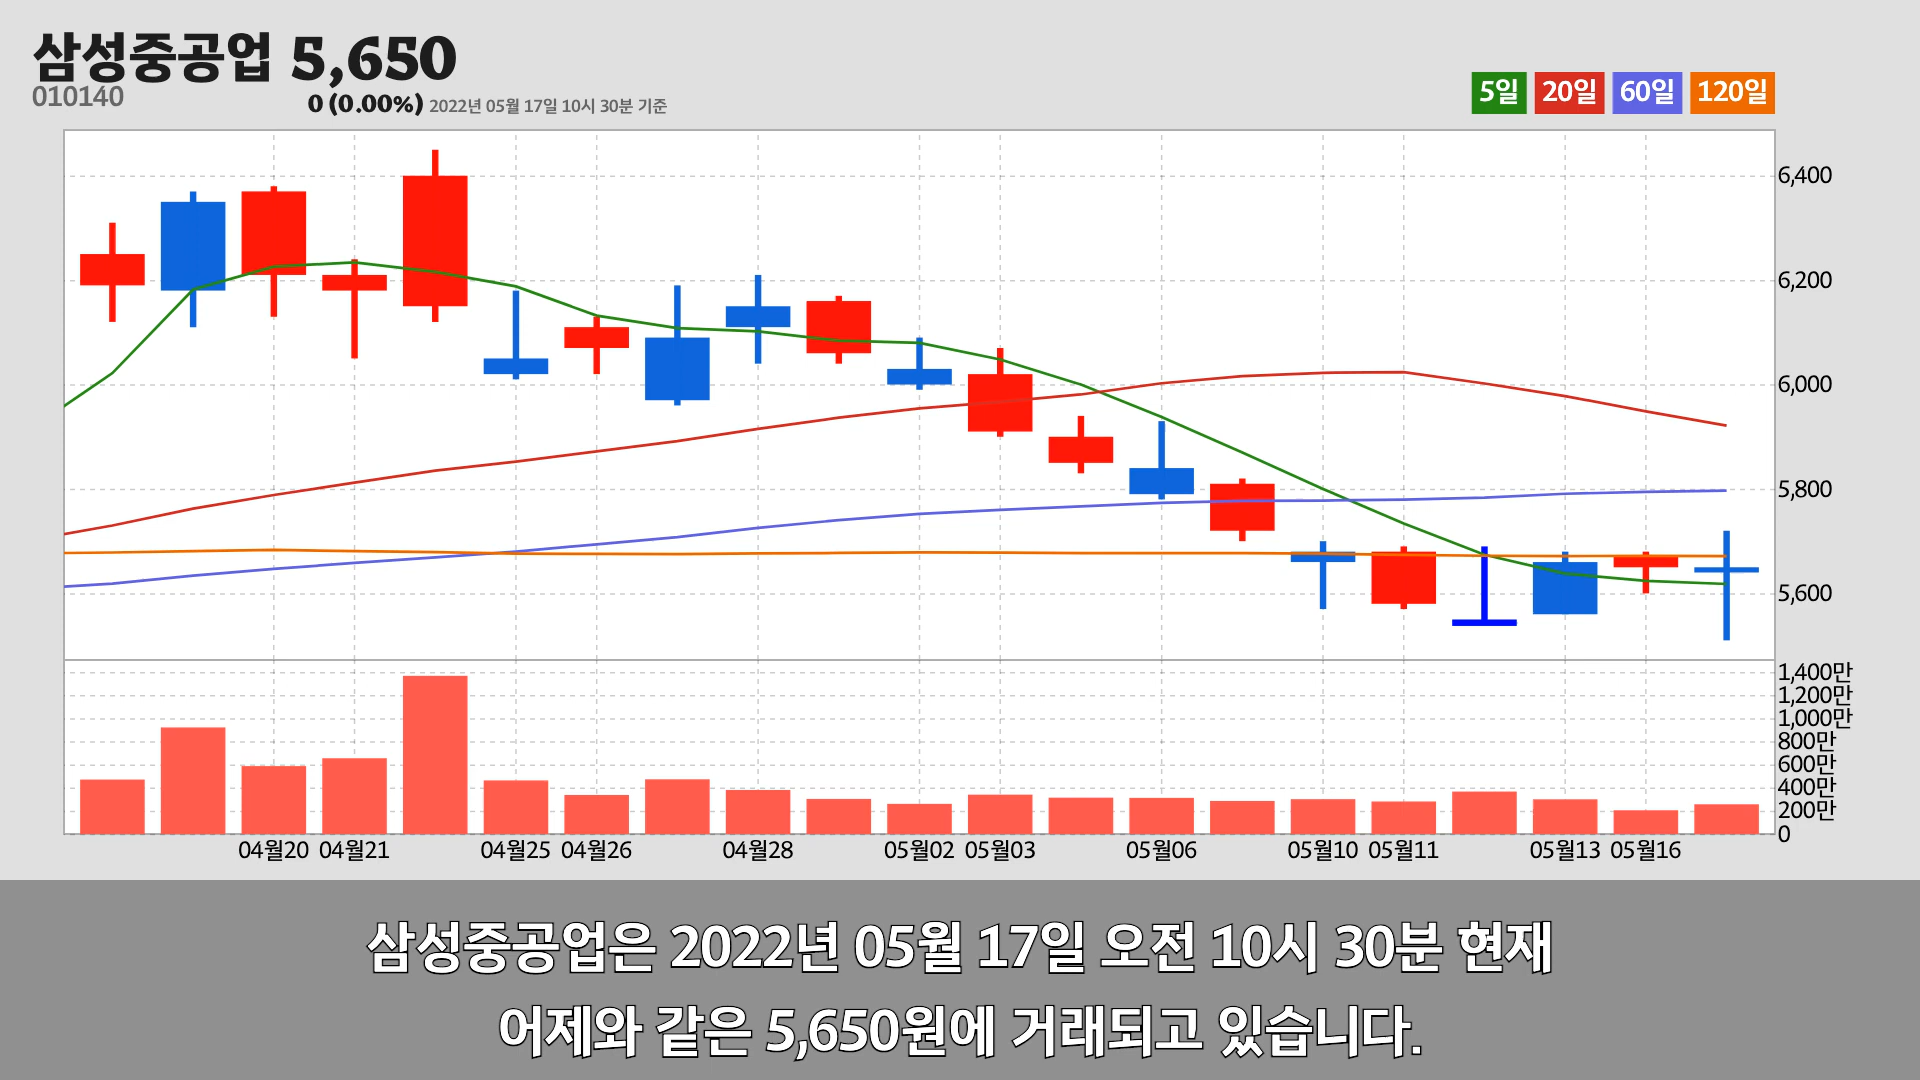 삼성중공업 5,650
010140
0 (0.00%) 2022년 05월 17일 10시 30분 기준
5일 20일 60일 120일
6,400
6,200
6,000
5,800
5,600
1,400만
1,200만
1,000만
800만
600만
400만
200만
0
04월20 04월21 04월25 04월26 04월28 05월02 05월03 05월06 05월10 05월11 05월13 05월16
삼성중공업은 2022년 05월 17일 오전 10시 30분 현재
어제와 같은 5,650원에 거래되고 있습니다.